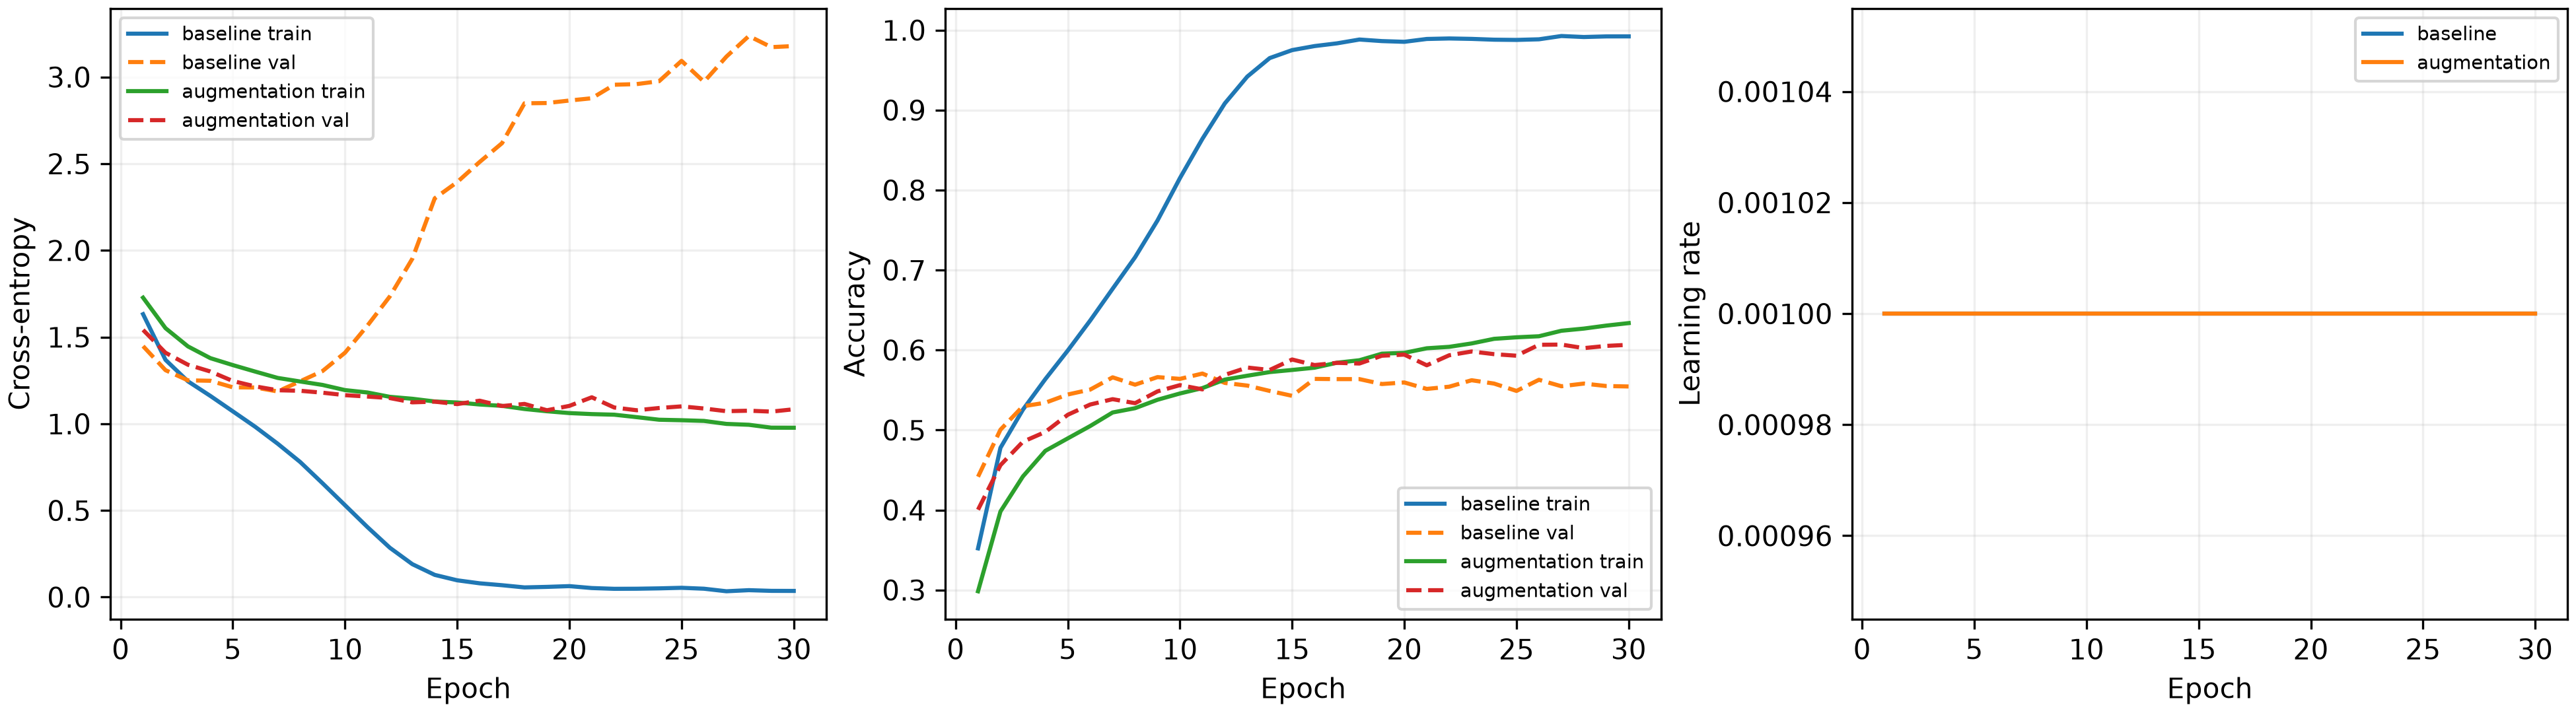 baseline train
baseline val
augmentation train
augmentation val
3.0
2.5
2.0
1.5
1.0
0.5
0.0
0 5 10 15 20 25 30
Cross-entropy
Epoch
1.0
0.9
0.8
0.7
0.6
0.5
0.4
0.3
0 5 10 15 20 25 30
Accuracy
Epoch
baseline train
baseline val
augmentation train
augmentation val
baseline
augmentation
0.00104
0.00102
0.00100
0.00098
0.00096
0 5 10 15 20 25 30
Learning rate
Epoch